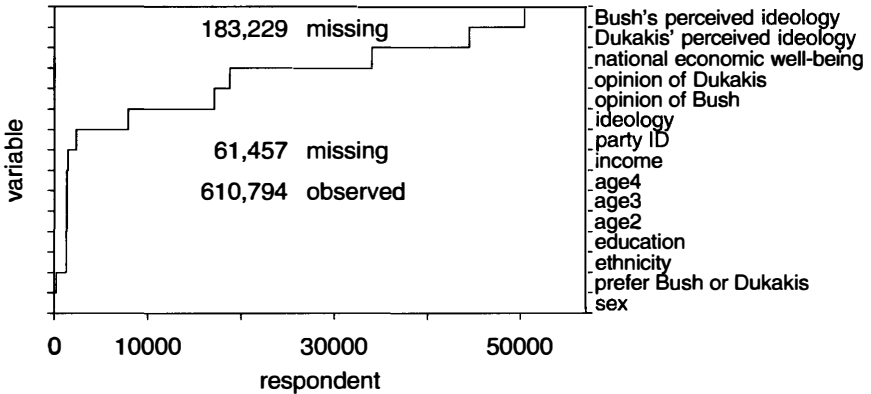 183,229 missing
61,457 missing
610,794 observed
variable
Bush's perceived ideology
Dukakis' perceived ideology
national economic well-being
opinion of Dukakis
opinion of Bush
ideology
party ID
income
age4
age3
age2
education
ethnicity
prefer Bush or Dukakis
sex
0 10000 30000 50000
respondent